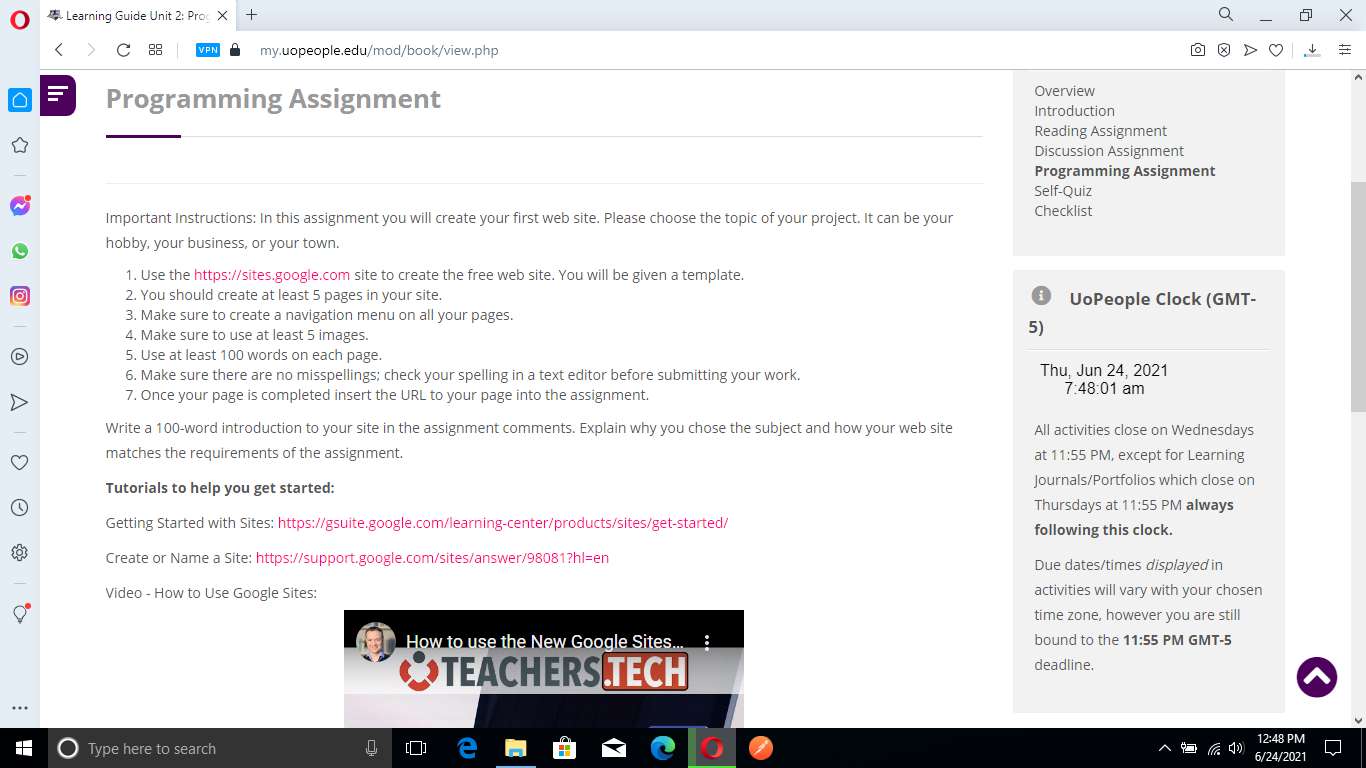 Learning Guide Unit 2: Prog
VPN
my.uopeople.edu/mod/book/view.php
Programming Assignment
Important Instructions: In this assignment you will create your first web site. Please choose the topic of your project. It can be your
hobby, your business, or your town.
1. Use the https://sites.google.com site to create the free web site. You will be given a template.
2. You should create at least 5 pages in your site.
3. Make sure to create a navigation menu on all your pages.
4. Make sure to use at least 5 images.
5. Use at least 100 words on each page.
6. Make sure there are no misspellings; check your spelling in a text editor before submitting your work.
7. Once your page is completed insert the URL to your page into the assignment.
Write a 100-word introduction to your site in the assignment comments. Explain why you chose the subject and how your web site
matches the requirements of the assignment.
Tutorials to help you get started:
Getting Started with Sites: https://gsuite.google.com/learning-center/products/sites/get-started/
Create or Name a Site: https://support.google.com/sites/answer/98081?hl=en
Video - How to Use Google Sites:
How to use the New Google Sites...
TEACHERS.TECH
Overview
Introduction
Reading Assignment
Discussion Assignment
Programming Assignment
Self-Quiz
Checklist
UoPeople Clock (GMT-
5)
Thu, Jun 24, 2021
7:48:01 am
All activities close on Wednesdays
at 11:55 PM, except for Learning
Journals/Portfolios which close on
Thursdays at 11:55 PM always
following this clock.
Due dates/times displayed in
activities will vary with your chosen
time zone, however you are still
bound to the 11:55 PM GMT-5
deadline.
Type here to search
12:48 PM
6/24/2021